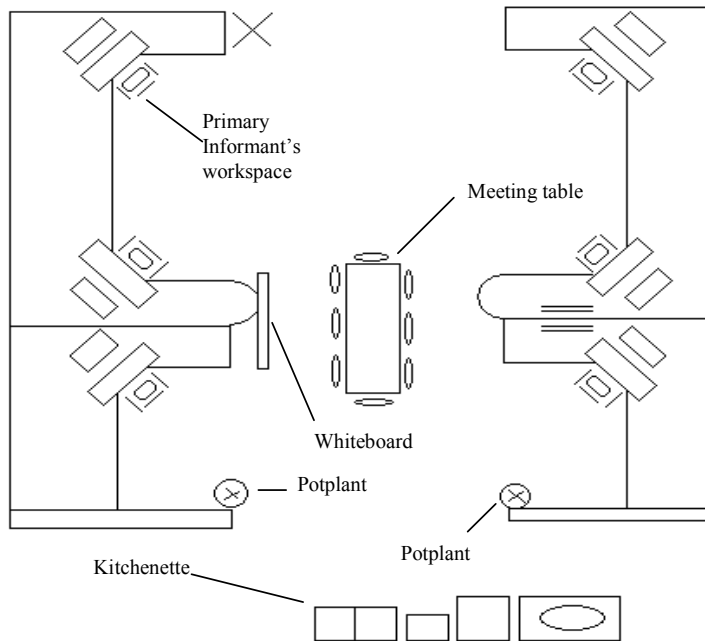 Primary
Informant’s
workspace
Meeting table
Whiteboard
Potplant
Potplant
Kitchenette